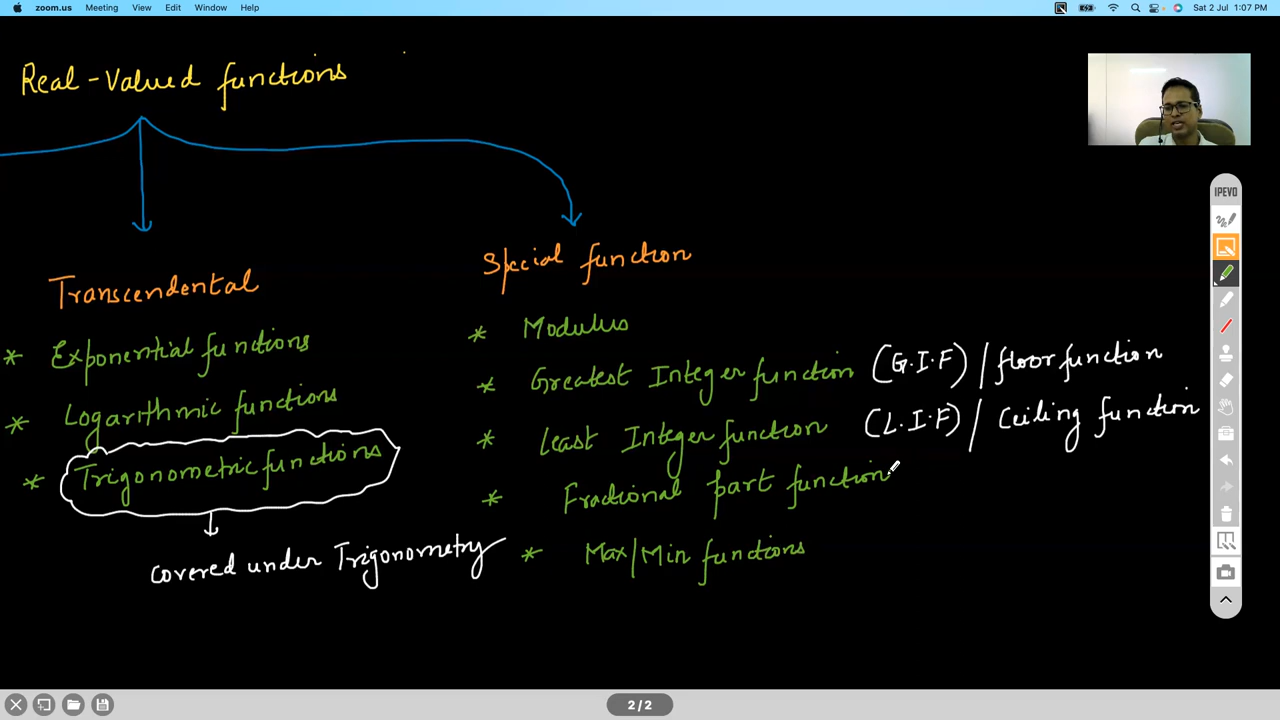 zoom.us Meeting View Edit Window Help Sat 2 Jul 1:07 PM
Real-Valued functions
IPEVO
Transcendental
Special function
* Exponential functions
* Logarithmic functions
* Trigonometric functions
covered under Trigonometry
* Modulus
* Greatest Integer function (G.I.F) / floor function
* Least Integer function (L.I.F) / Ceiling function
* Fractional part function
* Max/Min functions
2/2